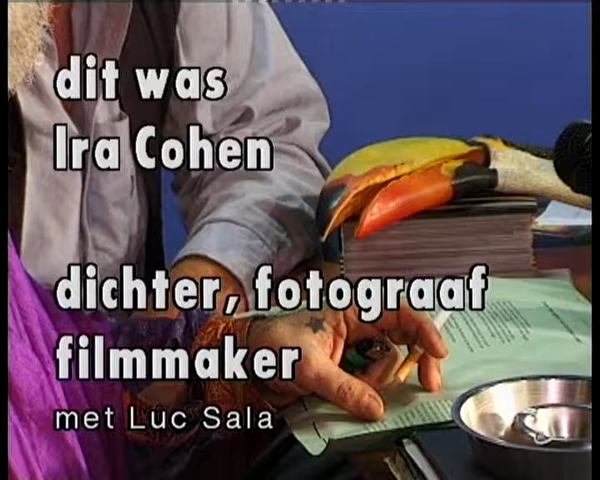 dit was
Ira Cohen
dichter, fotograaf
filmmaker
met Luc Sala